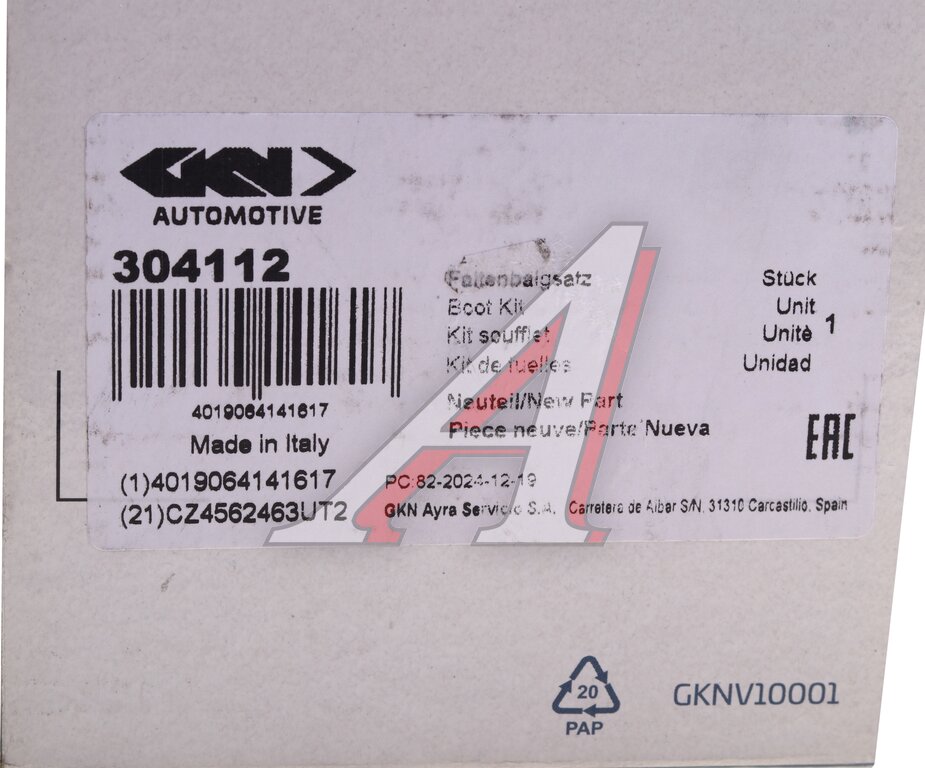 GKN
AUTOMOTIVE
304112
4019064141617
Made in Italy
(1)4019064141617
(21)CZ4562463UT2
Faltenbalgsatz
Boot Kit
Kit soufflet
Kit de fuelles
Stück
Unit
Unitè
Unidad
1
Neuteil/New Part
Piece neuve/Parte Nueva
PC:82-2024-12-19
GKN Ayra Servicio S.A. Carretera de Aibar S/N, 31310 Carcastillo, Spain
EAC
A
20
PAP
GKNV10001